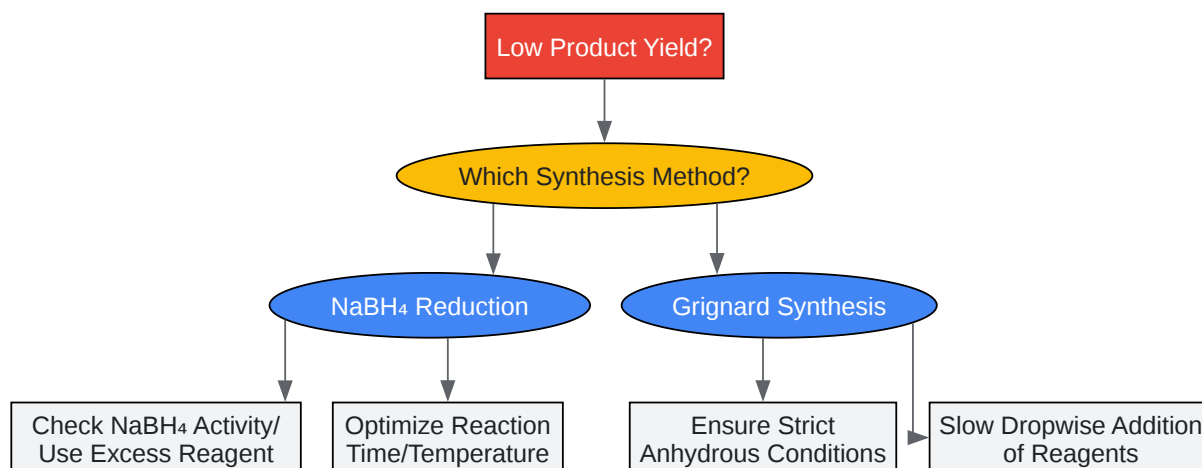 Low Product Yield?
Which Synthesis Method?
NaBH₄ Reduction
Grignard Synthesis
Check NaBH₄ Activity/
Use Excess Reagent
Optimize Reaction
Time/Temperature
Ensure Strict
Anhydrous Conditions
Slow Dropwise Addition
of Reagents